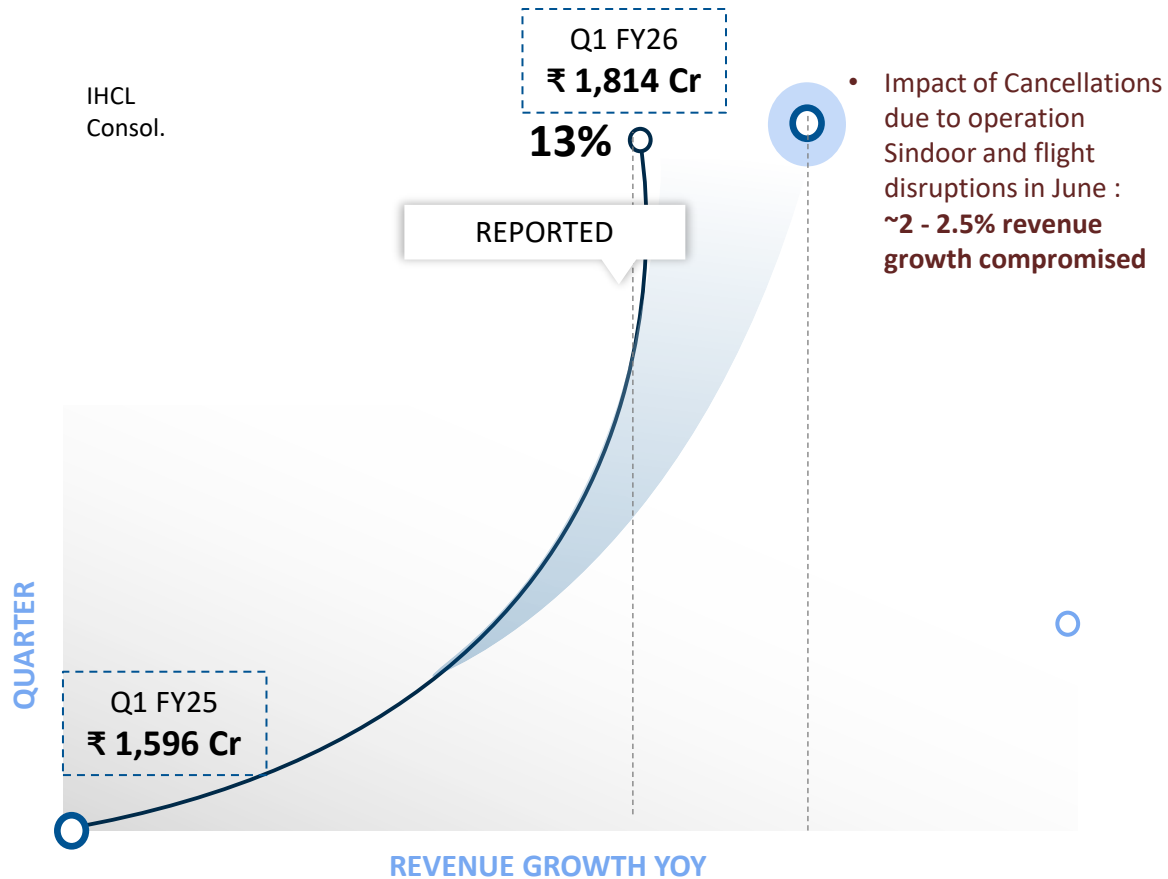 Q1 FY26
₹ 1,814 Cr
IHCL
Consol.
13%
REPORTED
• Impact of Cancellations
due to operation
Sindoor and flight
disruptions in June :
~2 - 2.5% revenue
growth compromised
QUARTER
Q1 FY25
₹ 1,596 Cr
REVENUE GROWTH YOY